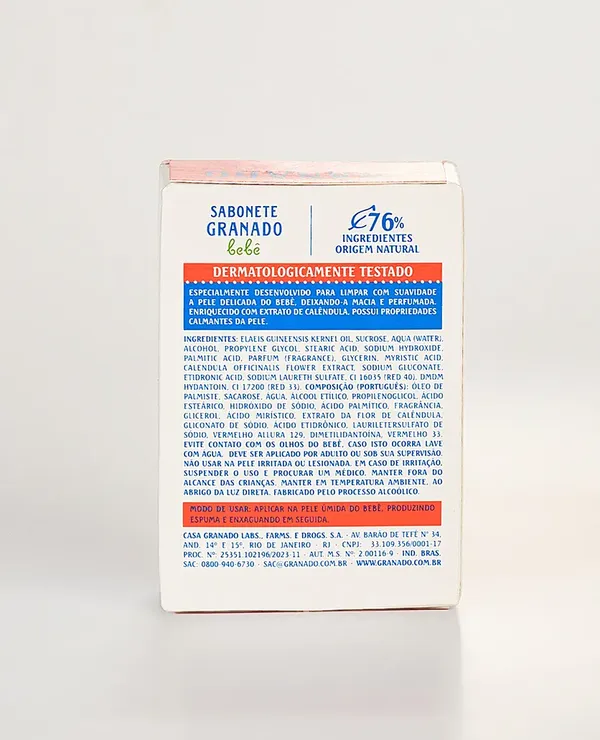 SABONETE
GRANADO
bebê
76%
INGREDIENTES
ORIGEM NATURAL
DERMATOLOGICAMENTE TESTADO
ESPECIALMENTE DESENVOLVIDO PARA LIMPAR COM SUAVIDADE
A PELE DELICADA DO BEBÊ, DEIXANDO-A MACIA E PERFUMADA.
ENRIQUECIDO COM EXTRATO DE CALÊNDULA. POSSUI PROPRIEDADES
CALMANTES DA PELE.
INGREDIENTES: ELAEIS GUINEENSIS KERNEL OIL, SUCROSE, AQUA (WATER),
ALCOHOL, PROPYLENE GLYCOL, STEARIC ACID, SODIUM HYDROXIDE,
PALMITIC ACID, PARFUM (FRAGRANCE), GLYCERIN, MYRISTIC ACID,
CALENDULA OFFICINALIS FLOWER EXTRACT, SODIUM GLUCONATE,
ETIDRONIC ACID, SODIUM LAURETH SULFATE, CI 16035 (RED 40), DMDM
HYDANTOIN, CI 17200 (RED 33). COMPOSIÇÃO (PORTUGUÊS): ÓLEO DE
PALMISTE, SACAROSE, ÁGUA, ÁLCOOL ETÍLICO, PROPILENOGLICOL, ÁCIDO
ESTEÁRICO, HIDROXIDO DE SÓDIO, ÁCIDO PALMÍTICO, FRAGRÂNCIA,
GLICEROL, ÁCIDO MIRÍSTICO, EXTRATO DA FLOR DE CALÊNDULA,
GLICONATO DE SÓDIO, ÁCIDO ETIDRÔNICO, LAURILETERSULFATO DE
SÓDIO, VERMELHO ALLURA 129, DIMETILIDANTOÍNA, VERMELHO 33.
EVITE CONTATO COM OS OLHOS DO BEBÊ, CASO ISTO OCORRA LAVE
COM ÁGUA. DEVE SER APLICADO POR ADULTO OU SOB SUA SUPERVISÃO.
NÃO USAR NA PELE IRRITADA OU LESIONADA. EM CASO DE IRRITAÇÃO,
SUSPENDER O USO E PROCURAR UM MÉDICO. MANTER FORA DO
ALCANCE DAS CRIANÇAS. MANTER EM TEMPERATURA AMBIENTE. AO
ABRIGO DA LUZ DIRETA. FABRICADO PELO PROCESSO ALCOÓLICO.
MODO DE USAR: APLICAR NA PELE ÚMIDA DO BEBÊ, PRODUZINDO
ESPUMA E ENXAGUANDO EM SEGUIDA.
CASA GRANADO LABS., FARMS. E DROGS. S.A. · AV. BARÃO DE TEFÉ Nº 34,
AND. 14º E 15º, RIO DE JANEIRO · RJ · CNPJ: 33.109.356/0001-17
PROC. Nº: 25351.102196/2023-11 · AUT. M.S. Nº: 2.00116-9 · IND. BRAS.
SAC: 0800-940-6730 · SAC@GRANADO.COM.BR · WWW.GRANADO.COM.BR